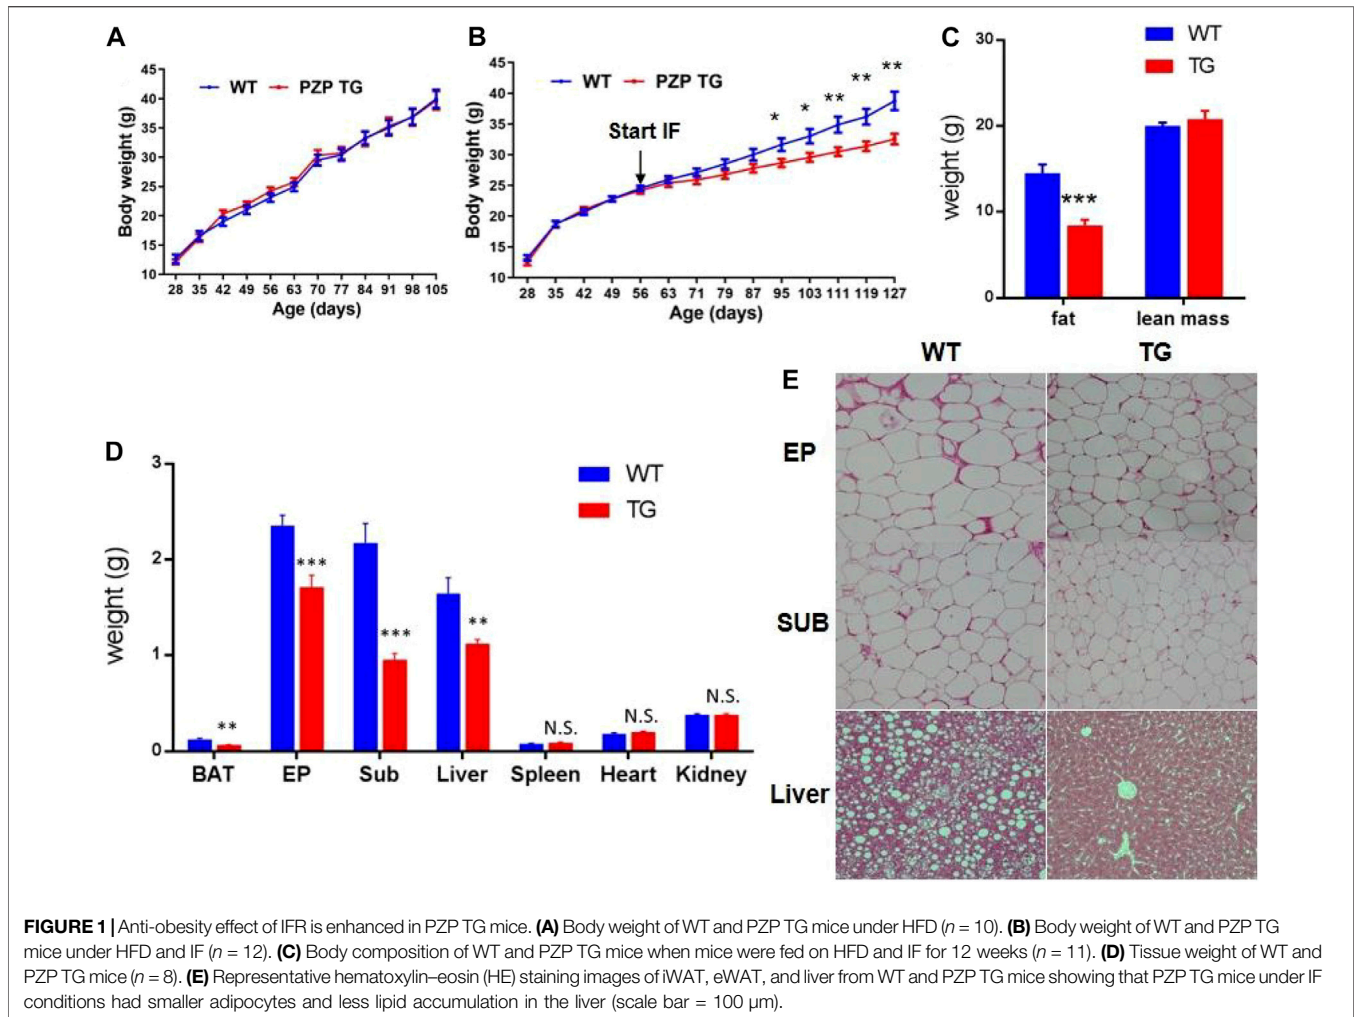 A
45
40
35
30
25
20
15
10
Body weight (g)
WT PZP TG
28 35 42 49 56 63 70 77 84 91 98 105
Age (days)
B
45
40
35
30
25
20
15
10
Body weight (g)
WT PZP TG
Start IF
* * ** ** **
28 35 42 49 56 63 71 79 87 95 103 111 119 127
Age (days)
C
30
20
10
0
weight (g)
WT
TG
***
fat lean mass
D
3
2
1
0
weight (g)
WT
TG
** *** *** ** N.S. N.S. N.S.
BAT EP Sub Liver Spleen Heart Kidney
E
WT TG
EP
SUB
Liver
FIGURE 1 | Anti-obesity effect of IFR is enhanced in PZP TG mice. (A) Body weight of WT and PZP TG mice under HFD (n = 10). (B) Body weight of WT and PZP TG
mice under HFD and IF (n = 12). (C) Body composition of WT and PZP TG mice when mice were fed on HFD and IF for 12 weeks (n = 11). (D) Tissue weight of WT and
PZP TG mice (n = 8). (E) Representative hematoxylin–eosin (HE) staining images of iWAT, eWAT, and liver from WT and PZP TG mice showing that PZP TG mice under IF
conditions had smaller adipocytes and less lipid accumulation in the liver (scale bar = 100 μm).